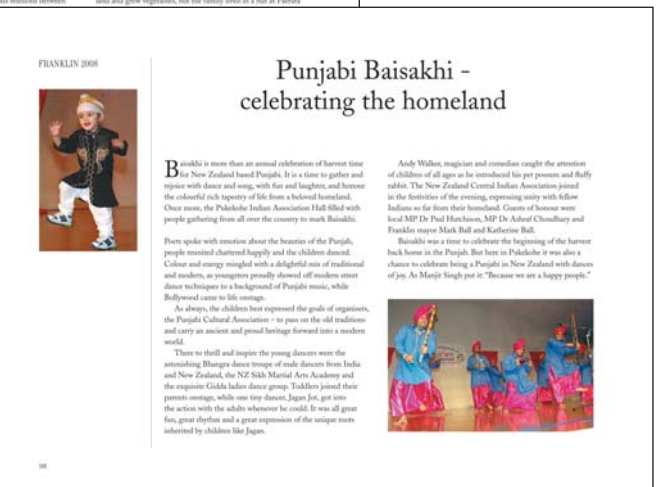 land and grew vegetables, but the family lived in a hut at Paerata
FRANKLIN 2008
Punjabi Baisakhi -
celebrating the homeland
Baisakhi is more than an annual celebration of harvest time
for New Zealand based Punjabi. It is a time to gather and
rejoice with dance and song, with fun and laughter, and honour
the colourful rich tapestry of life from a beloved homeland.
Once more, the Pukekohe Indian Association Hall filled with
people gathering from all over the country to mark Baisakhi.
Poets spoke with emotion about the beauties of the Punjab,
people reunited chattered happily and the children danced.
Colour and energy mingled with a delightful mix of traditional
and modern, as youngsters proudly showed off modern street
dance techniques to a background of Punjabi music, while
Bollywood came to life onstage.
As always, the children best expressed the goals of organisers,
the Punjabi Cultural Association – to pass on the old traditions
and carry an ancient and proud heritage forward into a modern
world.
There to thrill and inspire the young dancers were the
astonishing Bhangra dance troupe of male dancers from India
and New Zealand, the NZ Sikh Martial Arts Academy and
the exquisite Gidda ladies dance group. Toddlers joined their
parents onstage, while one tiny dancer, Jagan Jot, got into
the action with the adults whenever he could. It was all great
fun, great rhythm and a great expression of the unique roots
inherited by children like Jagan.
Andy Walker, magician and comedian caught the attention
of children of all ages as he introduced his pet possum and fluffy
rabbit. The New Zealand Central Indian Association joined
in the festivities of the evening, expressing unity with fellow
Indians so far from their homeland. Guests of honour were
local MP Dr Paul Hutchison, MP Dr Ashraf Choudhary and
Franklin mayor Mark Ball and Katherine Ball.
Baisakhi was a time to celebrate the beginning of the harvest
back home in the Punjab. But here in Pukekohe it was also a
chance to celebrate being a Punjabi in New Zealand with dances
of joy. As Manjit Singh put it: “Because we are a happy people.”